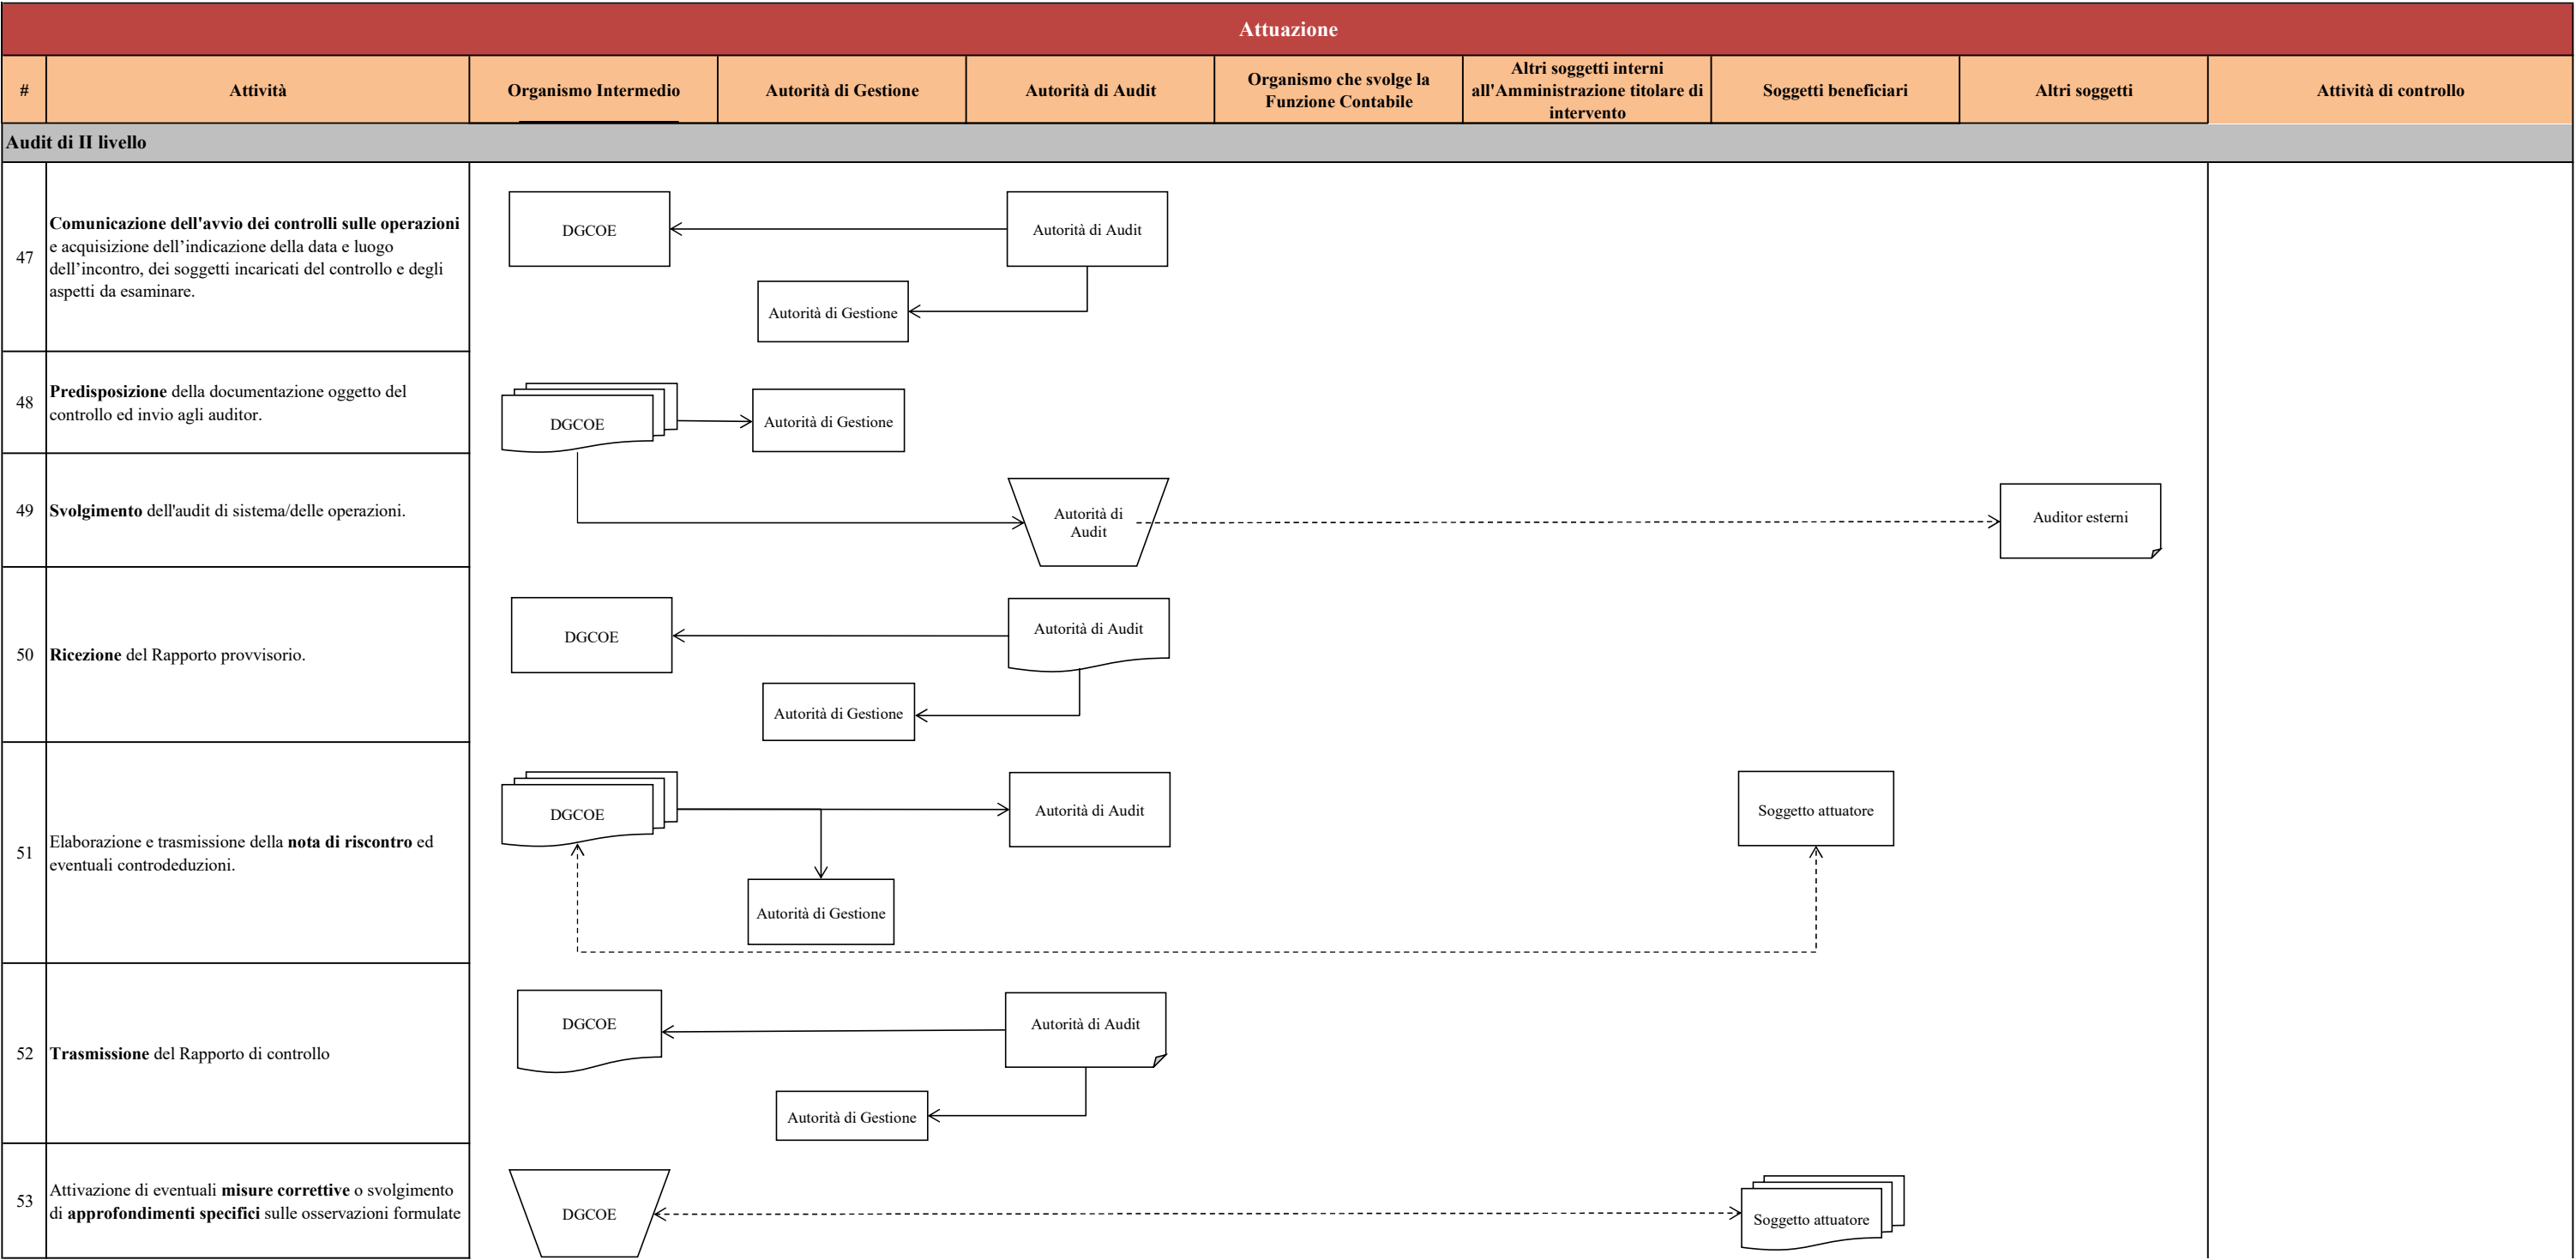 Attuazione
#
Attività
Organismo Intermedio
Autorità di Gestione
Autorità di Audit
Organismo che svolge la
Funzione Contabile
Altri soggetti interni
all'Amministrazione titolare di
intervento
Soggetti beneficiari
Altri soggetti
Attività di controllo
Audit di II livello
47
Comunicazione dell'avvio dei controlli sulle operazioni
e acquisizione dell’indicazione della data e luogo
dell’incontro, dei soggetti incaricati del controllo e degli
aspetti da esaminare.
DGCOE
Autorità di Audit
Autorità di Gestione
48
Predisposizione della documentazione oggetto del
controllo ed invio agli auditor.
DGCOE
Autorità di Gestione
49
Svolgimento dell'audit di sistema/delle operazioni.
Autorità di
Audit
Auditor esterni
50
Ricezione del Rapporto provvisorio.
DGCOE
Autorità di Audit
Autorità di Gestione
51
Elaborazione e trasmissione della nota di riscontro ed
eventuali controdeduzioni.
DGCOE
Autorità di Audit
Soggetto attuatore
Autorità di Gestione
52
Trasmissione del Rapporto di controllo
DGCOE
Autorità di Audit
Autorità di Gestione
53
Attivazione di eventuali misure correttive o svolgimento
di approfondimenti specifici sulle osservazioni formulate
DGCOE
Soggetto attuatore